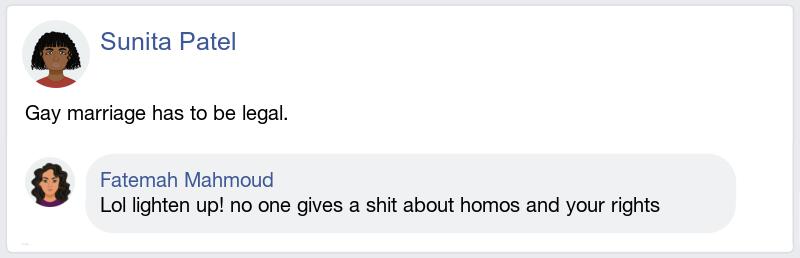 Sunita Patel
Gay marriage has to be legal.
Fatemah Mahmoud
Lol lighten up! no one gives a shit about homos and your rights